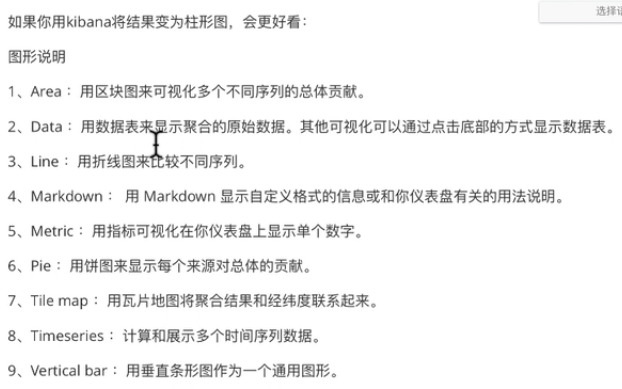 如果你用kibana将结果变为柱形图，会更好看：
选择语
图形说明
1、Area： 用区块图来可视化多个不同序列的总体贡献。
2、Data： 用数据表来显示聚合的原始数据。其他可视化可以通过点击底部的方式显示数据表。
3、Line： 用折线图来比较不同序列。
4、Markdown： 用 Markdown 显示自定义格式的信息或和你仪表盘有关的用法说明。
5、Metric： 用指标可视化在你仪表盘上显示单个数字。
6、Pie： 用饼图来显示每个来源对总体的贡献。
7、Tile map： 用瓦片地图将聚合结果和经纬度联系起来。
8、Timeseries： 计算和展示多个时间序列数据。
9、Vertical bar： 用垂直条形图作为一个通用图形。